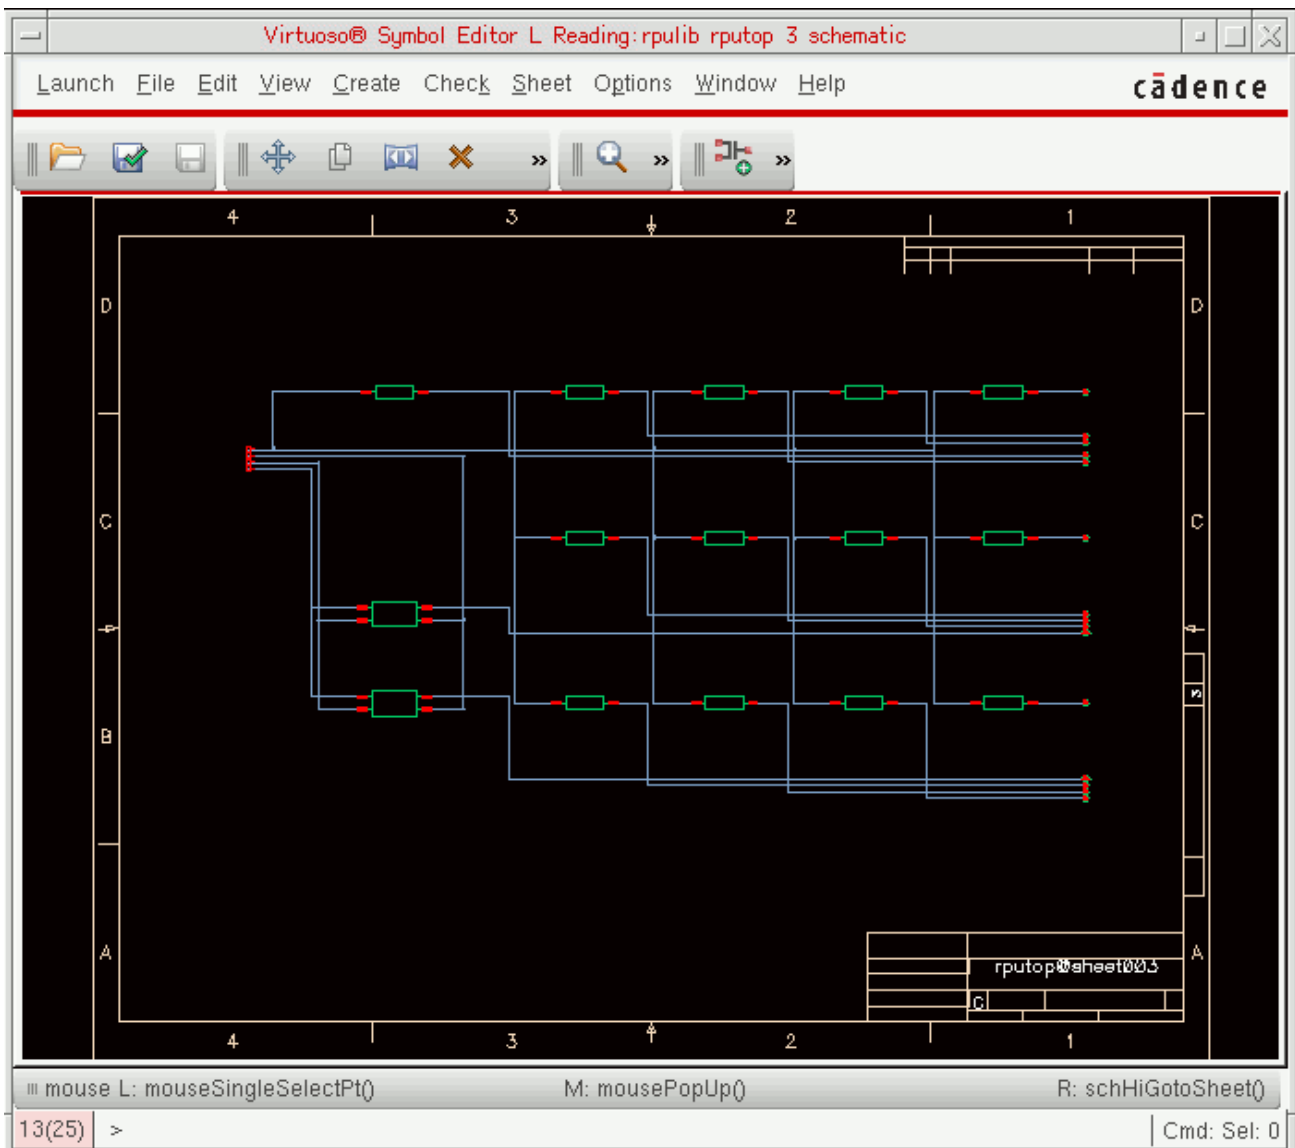 Virtuoso® Symbol Editor L Reading: rpulib rputop 3 schematic
Launch File Edit View Create Check Sheet Options Window Help
cādence
» » »
4 3 2 1
D D
C C
B
3
A A
rputop@sheet003
C
4 3 2 1
mouse L: mouseSingleSelectPt() M: mousePopUp() R: schHiGotoSheet()
13(25) > Cmd: Sel: 0